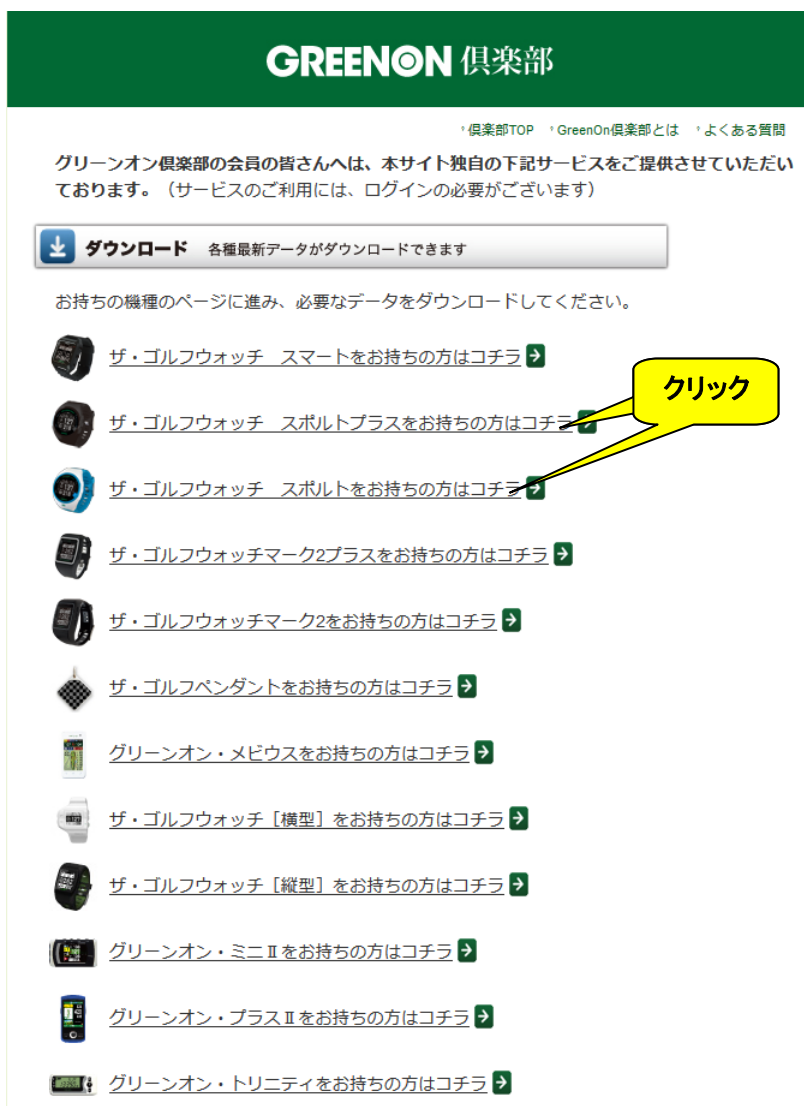 GREENON 倶楽部
倶楽部TOP GreenOn倶楽部とは よくある質問
グリーンオン倶楽部の会員の皆さんへは、本サイト独自の下記サービスをご提供させていただい
ております。（サービスのご利用には、ログインの必要がございます）
ダウンロード 各種最新データがダウンロードできます
お持ちの機種のページに進み、必要なデータをダウンロードしてください。
ザ・ゴルフウォッチ　スマートをお持ちの方はコチラ
クリック
ザ・ゴルフウォッチ　スポルトプラスをお持ちの方はコチラ
ザ・ゴルフウォッチ　スポルトをお持ちの方はコチラ
ザ・ゴルフウォッチマーク2プラスをお持ちの方はコチラ
ザ・ゴルフウォッチマーク2をお持ちの方はコチラ
ザ・ゴルフペンダントをお持ちの方はコチラ
グリーンオン・メビウスをお持ちの方はコチラ
ザ・ゴルフウォッチ［横型］をお持ちの方はコチラ
ザ・ゴルフウォッチ［縦型］をお持ちの方はコチラ
グリーンオン・ミニⅡをお持ちの方はコチラ
グリーンオン・プラスⅡをお持ちの方はコチラ
グリーンオン・トリニティをお持ちの方はコチラ